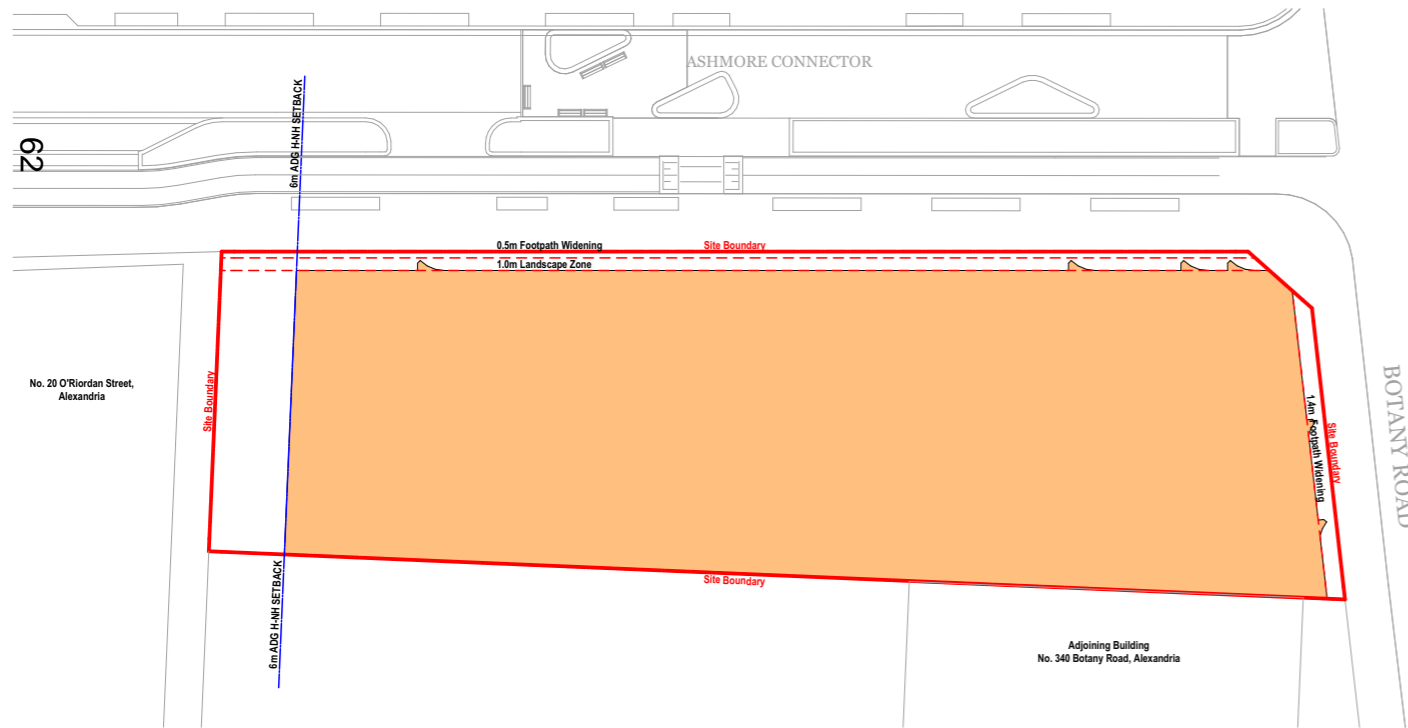 ASHMORE CONNECTOR
6m ADG H-NH SETBACK
62
0.5m Footpath Widening
Site Boundary
1.0m Landscape Zone
No. 20 O'Riordan Street,
Alexandria
Site Boundary
1.4m Footpath Widening
Site Boundary
BOTANY ROAD
Site Boundary
6m ADG H-NH SETBACK
Adjoining Building
No. 340 Botany Road, Alexandria